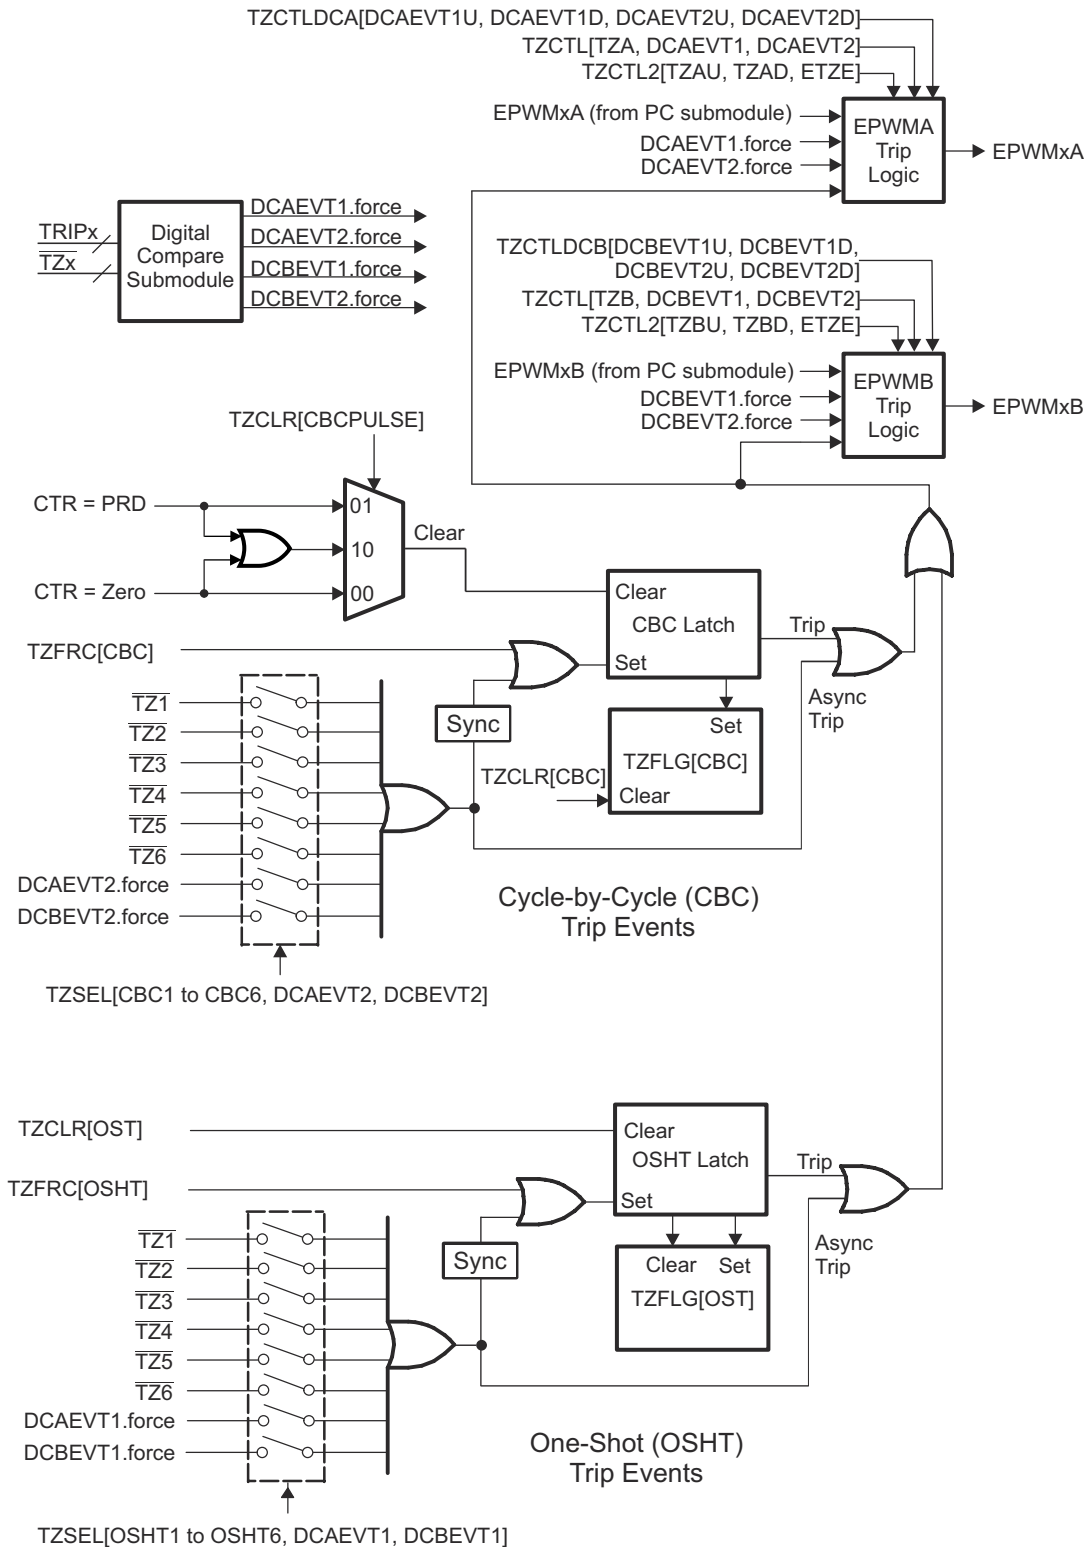 TZCTLDCA[DCAEVT1U, DCAEVT1D, DCAEVT2U, DCAEVT2D]
TZCTL[TZA, DCAEVT1, DCAEVT2]
TZCTL2[TZAU, TZAD, ETZE]
EPWMxA (from PC submodule)
DCAEVT1.force
DCAEVT2.force
EPWMA
Trip
Logic
EPWMxA
TRIPx
TZx
Digital
Compare
Submodule
DCAEVT1.force
DCAEVT2.force
DCBEVT1.force
DCBEVT2.force
TZCTLDCB[DCBEVT1U, DCBEVT1D,
DCBEVT2U, DCBEVT2D]
TZCTL[TZB, DCBEVT1, DCBEVT2]
TZCTL2[TZBU, TZBD, ETZE]
EPWMxB (from PC submodule)
DCBEVT1.force
DCBEVT2.force
EPWMB
Trip
Logic
EPWMxB
TZCLR[CBCPULSE]
CTR = PRD
CTR = Zero
01
10
00
Clear
Clear
CBC Latch
Set
Trip
TZFRC[CBC]
Sync
Async
Trip
Set
TZFLG[CBC]
Clear
TZCLR[CBC]
TZ1
TZ2
TZ3
TZ4
TZ5
TZ6
DCAEVT2.force
DCBEVT2.force
Cycle-by-Cycle (CBC)
Trip Events
TZSEL[CBC1 to CBC6, DCAEVT2, DCBEVT2]
TZCLR[OST]
Clear
OSHT Latch
Set
Trip
TZFRC[OSHT]
Sync
Async
Trip
Clear Set
TZFLG[OST]
TZ1
TZ2
TZ3
TZ4
TZ5
TZ6
DCAEVT1.force
DCBEVT1.force
One-Shot (OSHT)
Trip Events
TZSEL[OSHT1 to OSHT6, DCAEVT1, DCBEVT1]